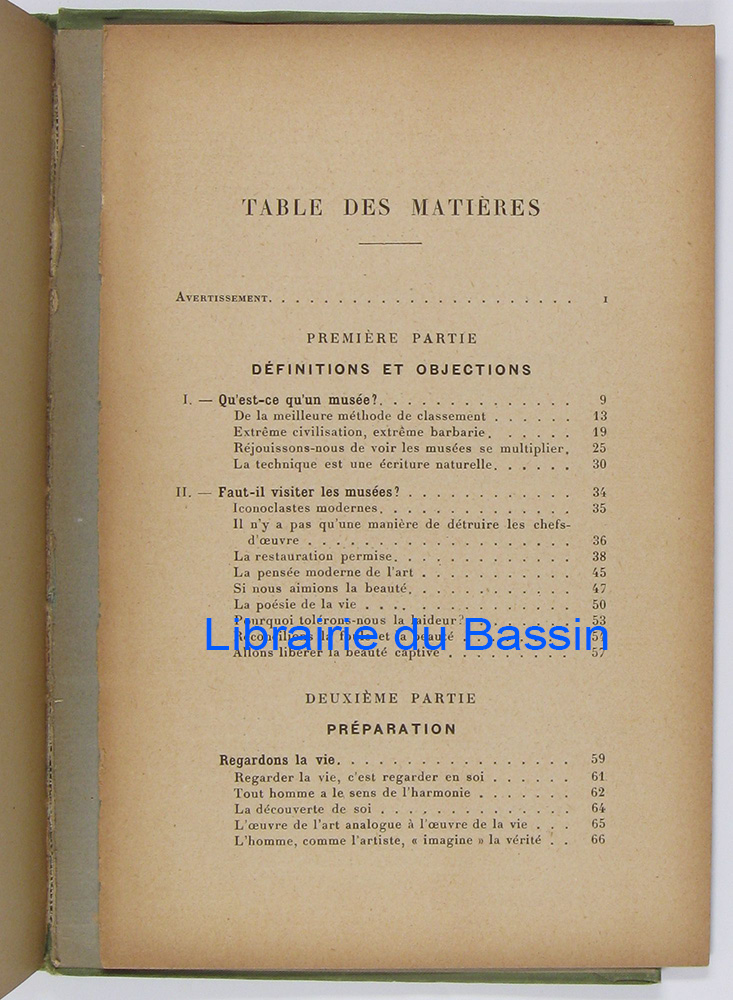 TABLE DES MATIÈRES
AVERTISSEMENT. . . . . . . . . . . . . . . . . . . . . . I
PREMIÈRE PARTIE
DÉFINITIONS ET OBJECTIONS
I. — Qu'est-ce qu'un musée?. . . . . . . . . . . . . . 9
De la meilleure méthode de classement . . . . . . 13
Extrême civilisation, extrême barbarie. . . . . . . 19
Réjouissons-nous de voir les musées se multiplier. 25
La technique est une écriture naturelle. . . . . . 30
II. — Faut-il visiter les musées? . . . . . . . . . . . . 34
Iconoclastes modernes. . . . . . . . . . . . . . 35
Il n'y a pas qu'une manière de détruire les chefs-
d'œuvre . . . . . . . . . . . . . . . . . . . 36
La restauration permise. . . . . . . . . . . . . 38
La pensée moderne de l'art . . . . . . . . . . . 45
Si nous aimions la beauté. . . . . . . . . . . . 47
La poésie de la vie . . . . . . . . . . . . . . . 50
Pourquoi tolérons-nous la laideur? . . . . . . . 53
Librairie du Bassin
Réconcilions la foule et la beauté
Allons libérer la beauté captive . . . . . . . . . 57
DEUXIÈME PARTIE
PRÉPARATION
Regardons la vie. . . . . . . . . . . . . . . . . 59
Regarder la vie, c'est regarder en soi . . . . . . 61
Tout homme a le sens de l'harmonie . . . . . . . 62
La découverte de soi . . . . . . . . . . . . . . 64
L'œuvre de l'art analogue à l'œuvre de la vie . . . 65
L'homme, comme l'artiste, « imagine » la vérité . . 66